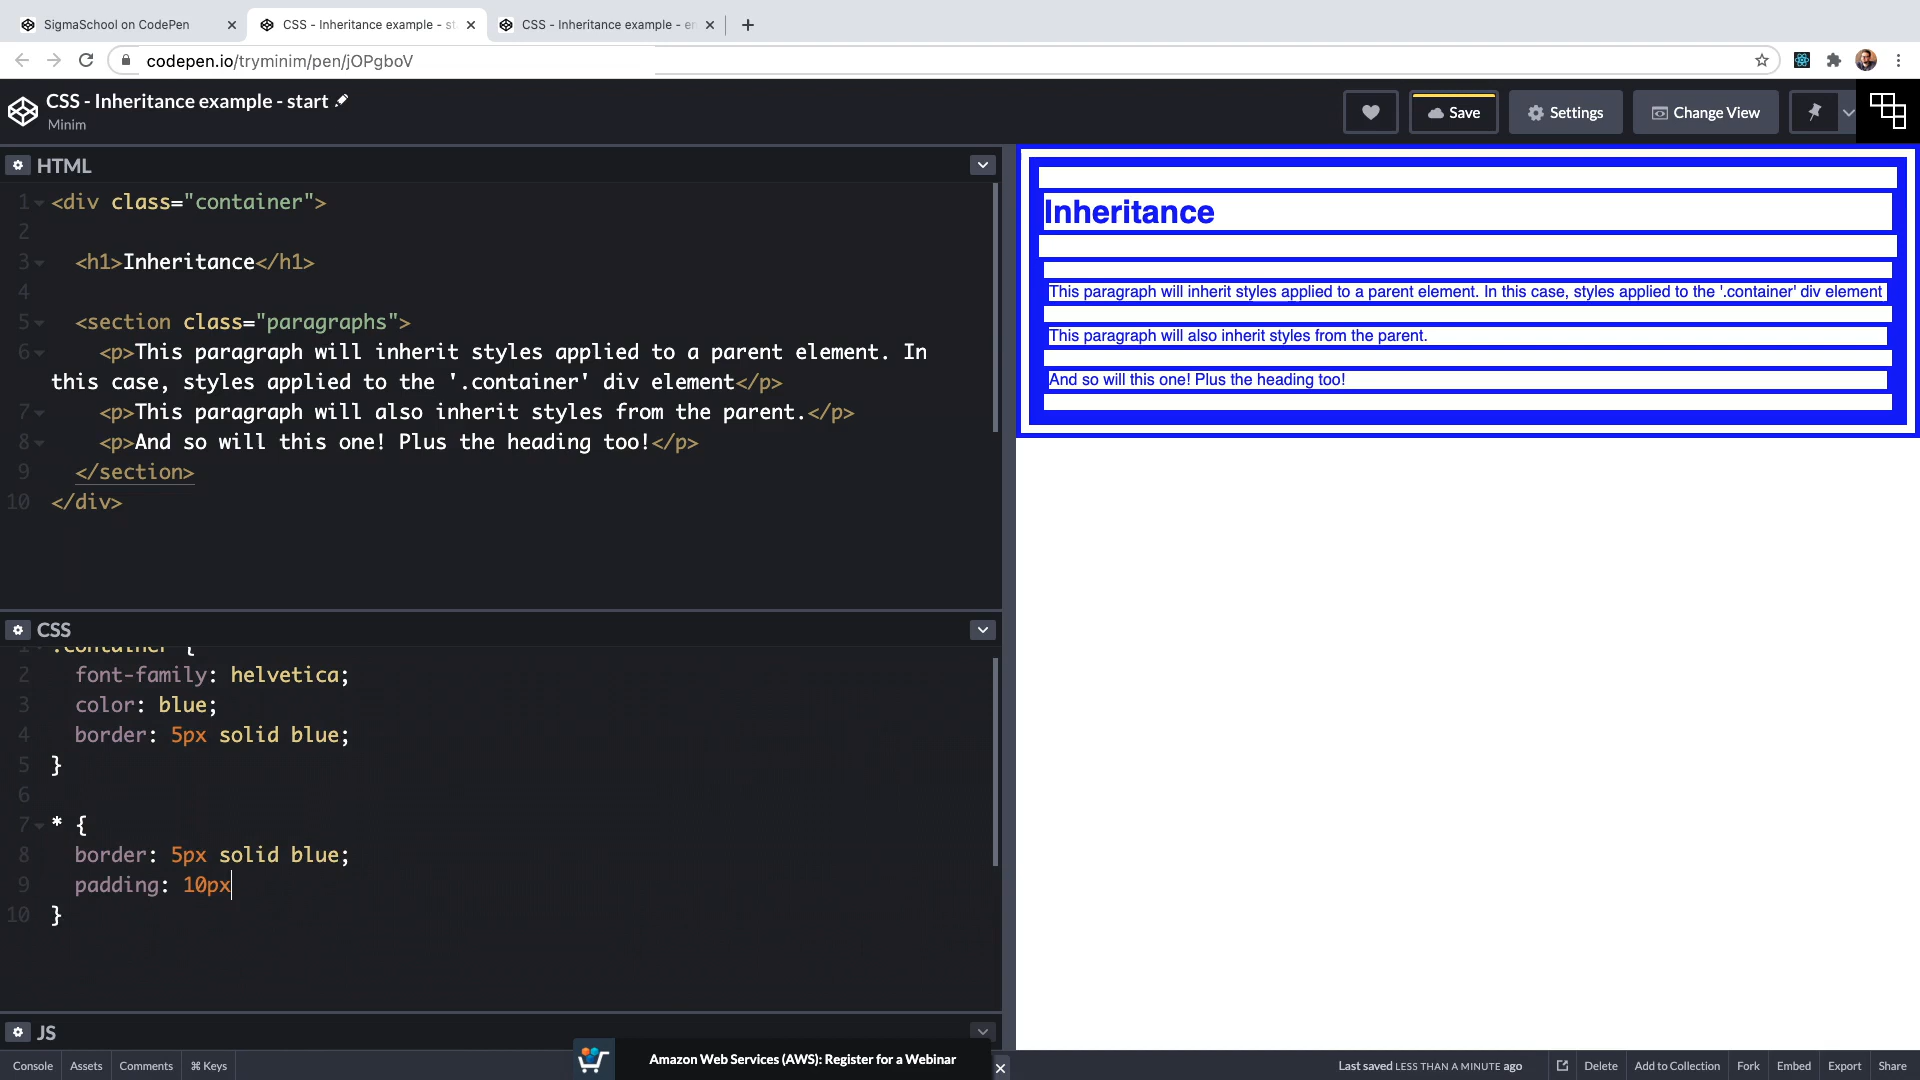 SigmaSchool on CodePen
CSS - Inheritance example - st
CSS - Inheritance example - en
codepen.io/tryminim/pen/jOPgboV
CSS - Inheritance example - start
Minim
Save
Settings
Change View
HTML
1 <div class="container">
2
3 <h1>Inheritance</h1>
4
5 <section class="paragraphs">
6 <p>This paragraph will inherit styles applied to a parent element. In
this case, styles applied to the '.container' div element</p>
7 <p>This paragraph will also inherit styles from the parent.</p>
8 <p>And so will this one! Plus the heading too!</p>
9 </section>
10 </div>
CSS
1 .container {
2 font-family: helvetica;
3 color: blue;
4 border: 5px solid blue;
5 }
6
7 * {
8 border: 5px solid blue;
9 padding: 10px
10 }
JS
Inheritance
This paragraph will inherit styles applied to a parent element. In this case, styles applied to the '.container' div element
This paragraph will also inherit styles from the parent.
And so will this one! Plus the heading too!
Console
Assets
Comments
⌘ Keys
Amazon Web Services (AWS): Register for a Webinar
Last saved LESS THAN A MINUTE ago
Delete
Add to Collection
Fork
Embed
Export
Share